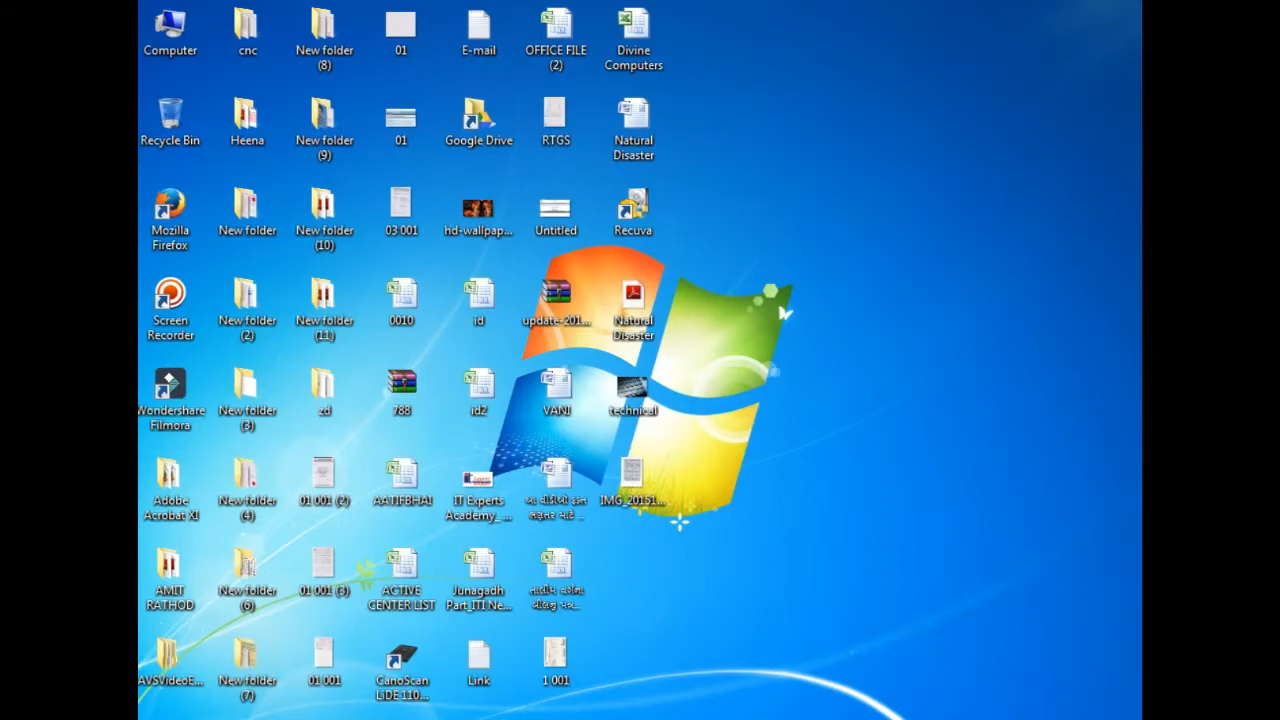 Computer
cnc
New folder
(8)
01
E-mail
OFFICE FILE
(2)
Divine
Computers
Recycle Bin
Heena
New folder
(9)
01
Google Drive
RTGS
Natural
Disaster
Mozilla
Firefox
New folder
New folder
(10)
03 001
hd-wallpap...
Untitled
Recuva
Screen
Recorder
New folder
(2)
New folder
(11)
0010
id
update-201...
Natural
Disaster
Wondershare
Filmora
New folder
(3)
zd
788
id2
VANI
technical
Adobe
Acrobat XI
New folder
(4)
01 001 (2)
AATIFBHAI
IT Experts
Academy_ ...
આ વીડીઓ ફક્ત
ભણતર માટે ...
IMG_20151...
AMIT
RATHOD
New folder
(6)
01 001 (3)
ACTIVE
CENTER LIST
Junagadh
Part_ITI Ne...
તાલીમ વર્ગના
AVSVideoE...
New folder
(7)
01 001
CanoScan
LiDE 110...
Link
1 001